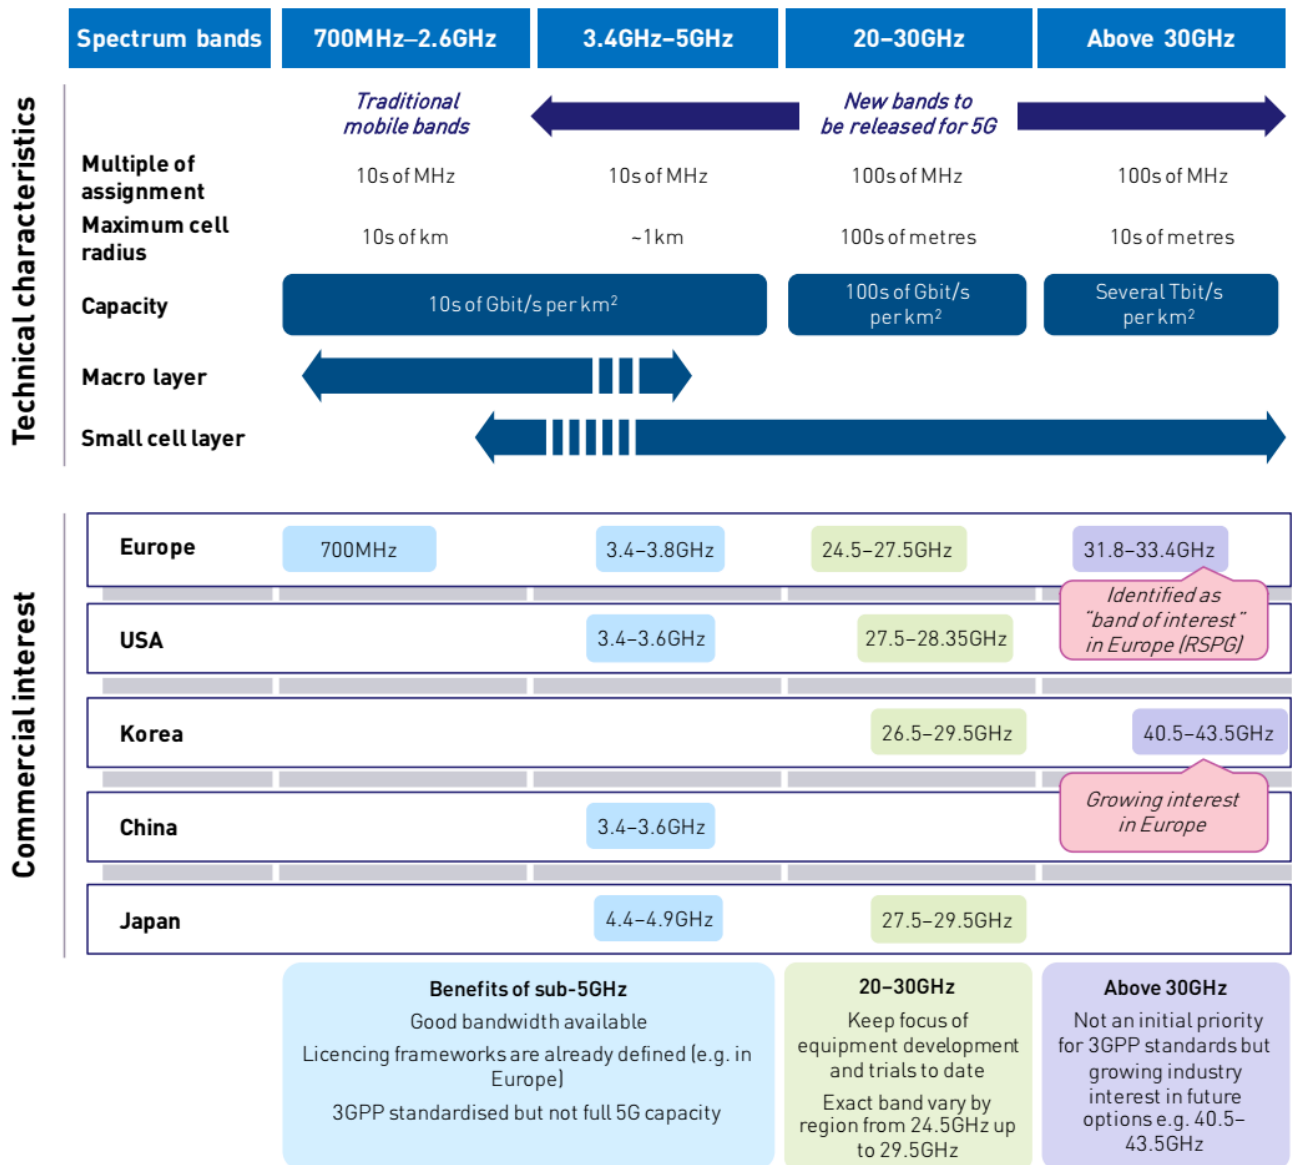 Spectrum bands
700MHz–2.6GHz
3.4GHz–5GHz
20–30GHz
Above 30GHz
Technical characteristics
Traditional
mobile bands
New bands to
be released for 5G
Multiple of
assignment
10s of MHz
10s of MHz
100s of MHz
100s of MHz
Maximum cell
radius
10s of km
~1km
100s of metres
10s of metres
Capacity
10s of Gbit/s per km²
100s of Gbit/s
per km²
Several Tbit/s
per km²
Macro layer
Small cell layer
Commercial interest
Europe
700MHz
3.4–3.8GHz
24.5–27.5GHz
31.8–33.4GHz
Identified as
"band of interest"
in Europe (RSPG)
USA
3.4–3.6GHz
27.5–28.35GHz
Korea
26.5–29.5GHz
40.5–43.5GHz
Growing interest
in Europe
China
3.4–3.6GHz
Japan
4.4–4.9GHz
27.5–29.5GHz
Benefits of sub-5GHz
Good bandwidth available
Licencing frameworks are already defined (e.g. in
Europe)
3GPP standardised but not full 5G capacity
20–30GHz
Keep focus of
equipment development
and trials to date
Exact band vary by
region from 24.5GHz up
to 29.5GHz
Above 30GHz
Not an initial priority
for 3GPP standards but
growing industry
interest in future
options e.g. 40.5–
43.5GHz